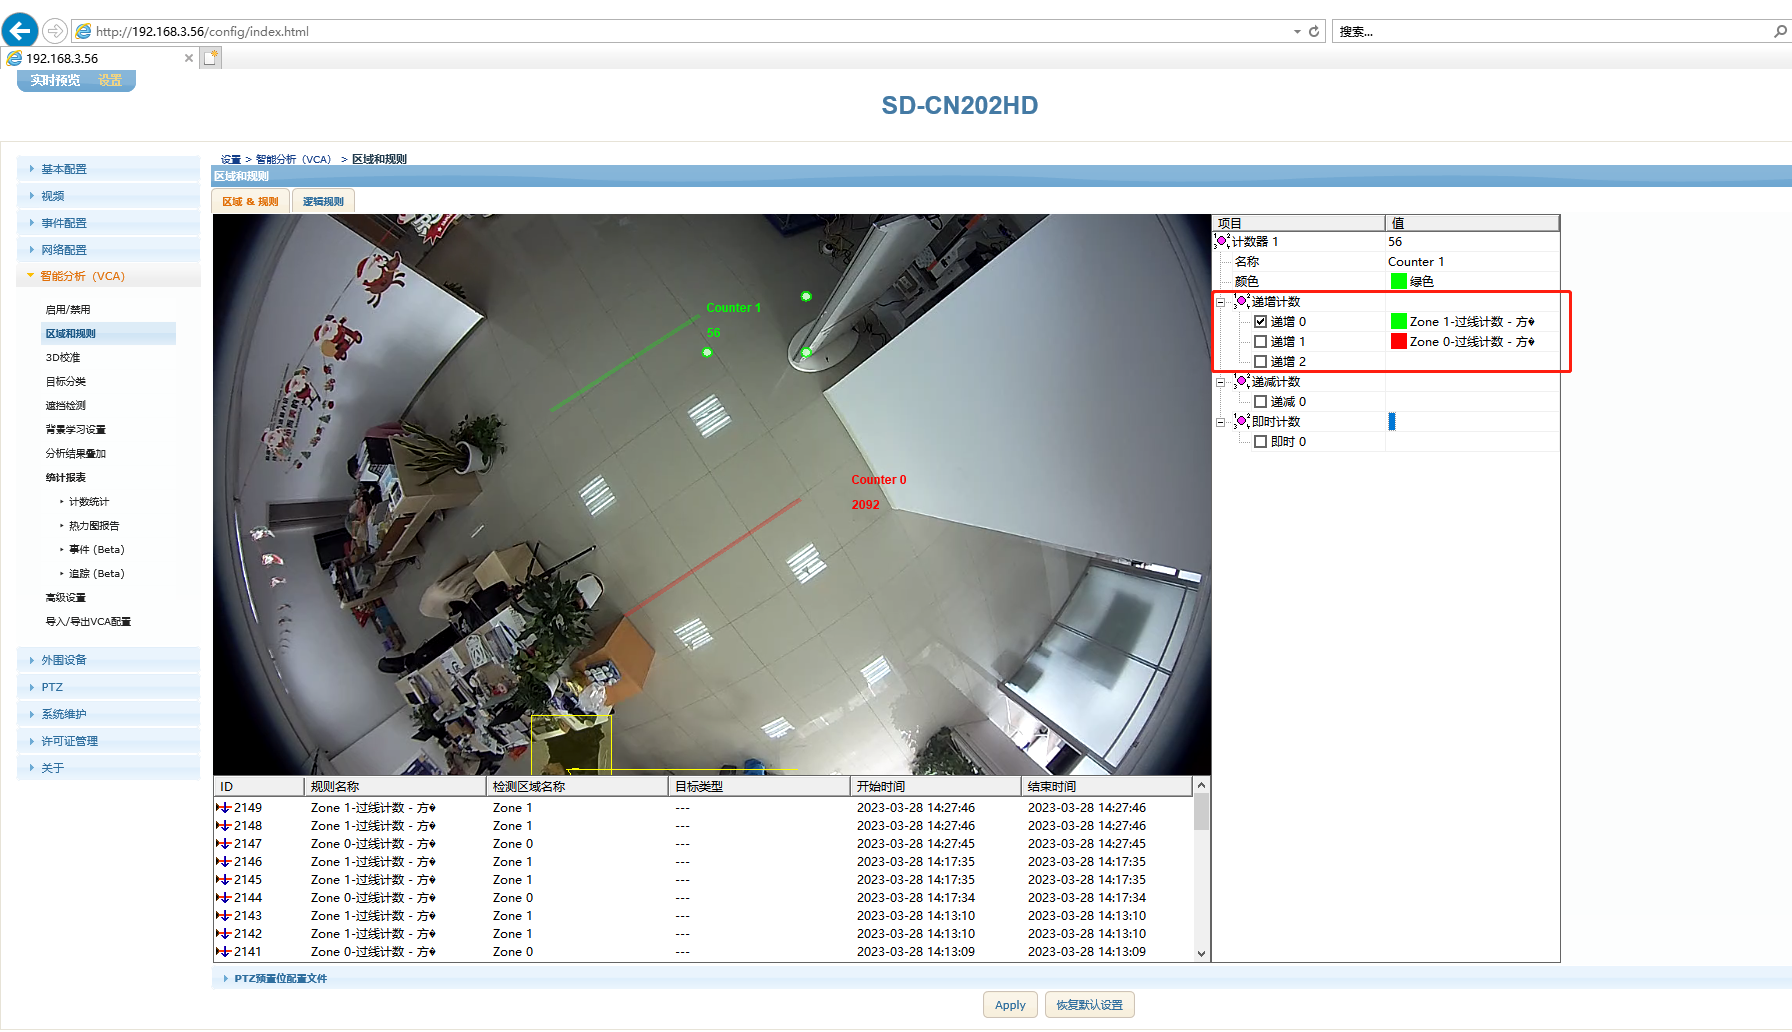 http://192.168.3.56/config/index.html
搜索...
192.168.3.56
实时预览 设置
SD-CN202HD
基本配置
视频
事件配置
网络配置
智能分析（VCA）
启用/禁用
区域和规则
3D校准
目标分类
遮挡检测
背景学习设置
分析结果叠加
统计报表
计数统计
热力图报告
事件 (Beta)
追踪 (Beta)
高级设置
导入/导出VCA配置
外围设备
PTZ
系统维护
许可证管理
关于
设置 > 智能分析（VCA） > 区域和规则
区域和规则
区域 & 规则 逻辑规则
Counter 1
56
Counter 0
2092
项目 值
计数器 1 56
名称 Counter 1
颜色 绿色
递增计数
递增 0 Zone 1-过线计数 - 方�
递增 1 Zone 0-过线计数 - 方�
递增 2
递减计数
递减 0
即时计数
即时 0
ID 规则名称 检测区域名称 目标类型 开始时间 结束时间
2149 Zone 1-过线计数 - 方� Zone 1 --- 2023-03-28 14:27:46 2023-03-28 14:27:46
2148 Zone 1-过线计数 - 方� Zone 1 --- 2023-03-28 14:27:46 2023-03-28 14:27:46
2147 Zone 0-过线计数 - 方� Zone 0 --- 2023-03-28 14:27:45 2023-03-28 14:27:45
2146 Zone 1-过线计数 - 方� Zone 1 --- 2023-03-28 14:17:35 2023-03-28 14:17:35
2145 Zone 1-过线计数 - 方� Zone 1 --- 2023-03-28 14:17:35 2023-03-28 14:17:35
2144 Zone 0-过线计数 - 方� Zone 0 --- 2023-03-28 14:17:34 2023-03-28 14:17:34
2143 Zone 1-过线计数 - 方� Zone 1 --- 2023-03-28 14:13:10 2023-03-28 14:13:10
2142 Zone 1-过线计数 - 方� Zone 1 --- 2023-03-28 14:13:10 2023-03-28 14:13:10
2141 Zone 0-过线计数 - 方� Zone 0 --- 2023-03-28 14:13:09 2023-03-28 14:13:09
PTZ预置位配置文件
Apply 恢复默认设置